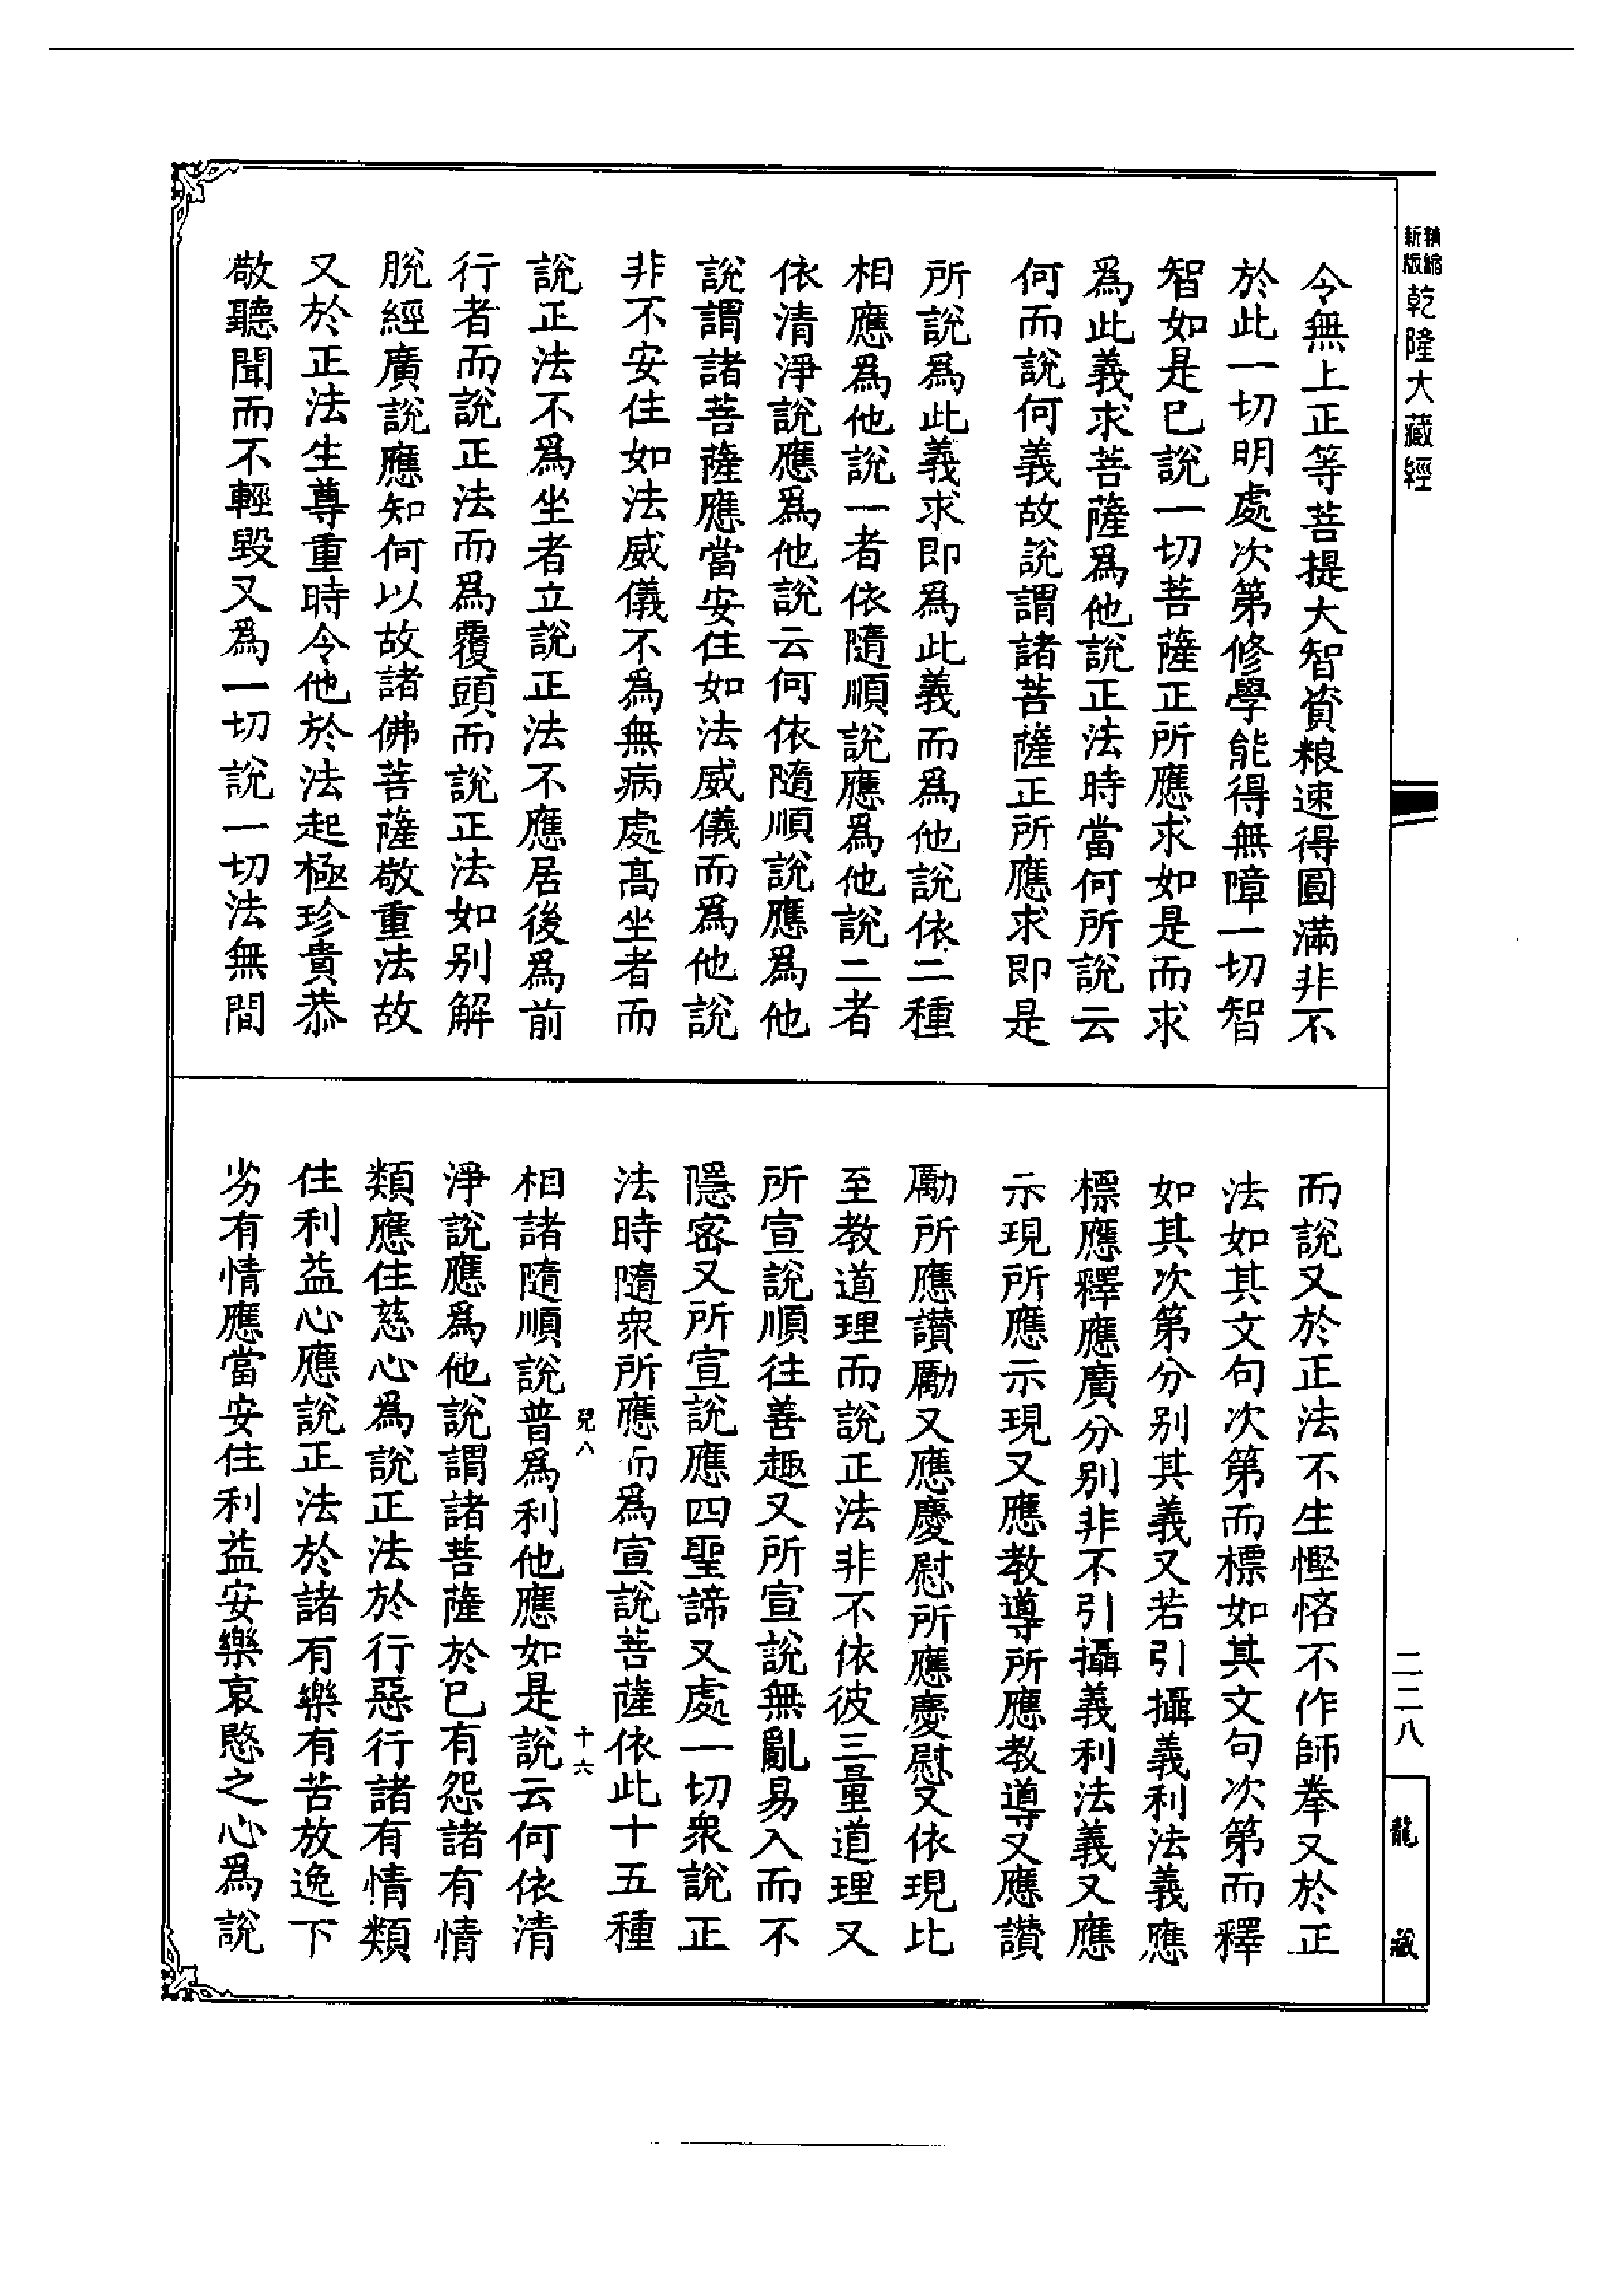 新縮
版縮
乾隆大藏經
令無上正等菩提大智資粮速得圓滿非不
於此一切明處次第修學能得無障一切智
智如是已說一切菩薩正所應求如是而求
爲此義求菩薩爲他說正法時當何所說云
何而說何義故說謂諸菩薩正所應求即是
所說爲此義求即爲此義而爲他說依二種
相應爲他說一者依隨順說應爲他說二者
依清淨說應爲他說云何依隨順說應爲他
說謂諸菩薩應當安住如法威儀而爲他說
非不安住如法威儀不爲無病處高坐者而
說正法不爲坐者立說正法不應居後爲前
行者而說正法而爲覆頭而說正法如別解
脫經廣說應知何以故諸佛菩薩敬重法故
又於正法生尊重時令他於法起極珍貴恭
敬聽聞而不輕毀又爲一切說一切法無間
而說又於正法不生慳悋不作師拳又於正
法如其文句次第而標如其文句次第而釋
如其次第分別其義又若引攝義利法義應
標應釋應廣分別非不引攝義利法義又應
示現所應示現又應教導所應教導又應讚
勵所應讚勵又應慶慰所應慶慰又依現比
至教道理而說正法非不依彼三量道理又
所宣說順往善趣又所宣說無亂易入而不
隱密又所宣說應四聖諦又處一切衆說正
法時隨衆所應而爲宣說菩薩依此十五種
兒八
十六
相諸隨順說普爲利他應如是說云何依清
淨說應爲他說謂諸菩薩於已有怨諸有情
類應住慈心爲說正法於行惡行諸有情類
住利益心應說正法於諸有樂有苦放逸下
劣有情應當安住利益安樂哀愍之心爲說
二二八
龍藏